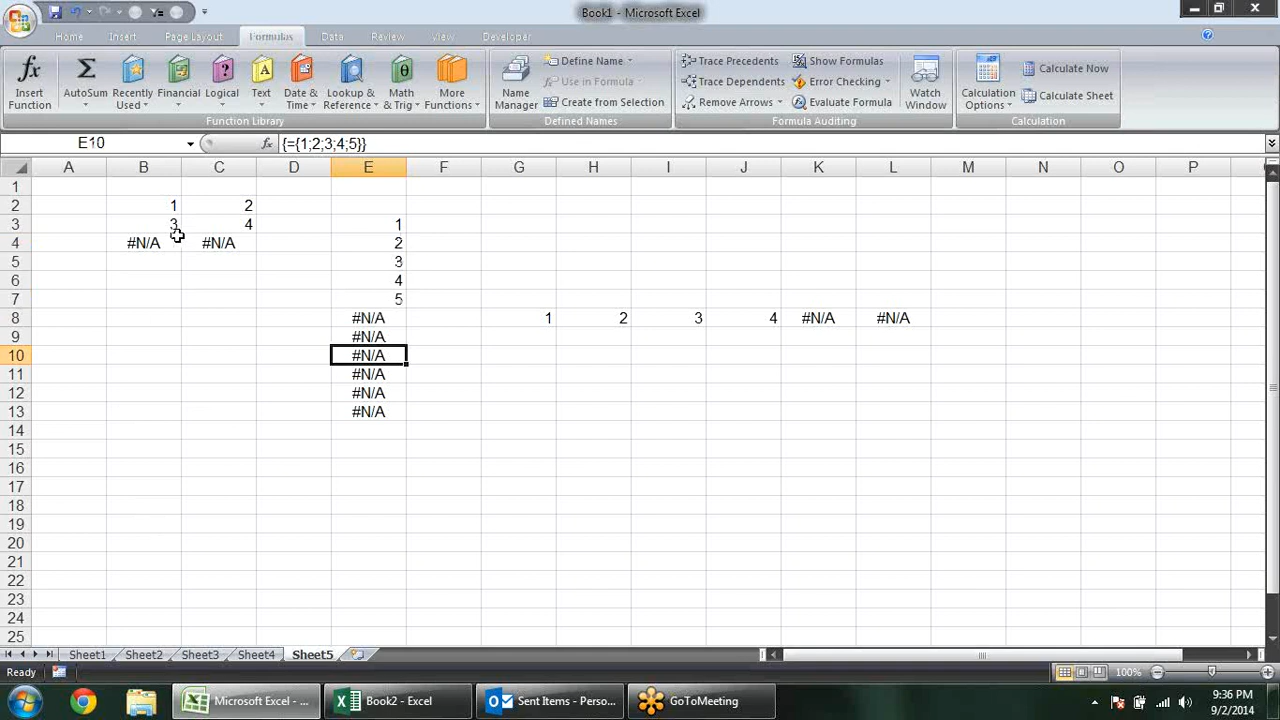 Book1 - Microsoft Excel
Home Insert Page Layout Formulas Data Review View Developer
Insert Function
AutoSum
Recently Used
Financial
Logical
Text
Date & Time
Lookup & Reference
Math & Trig
More Functions
Function Library
Name Manager
Define Name
Use in Formula
Create from Selection
Defined Names
Trace Precedents
Trace Dependents
Remove Arrows
Show Formulas
Error Checking
Evaluate Formula
Formula Auditing
Watch Window
Calculation Options
Calculate Now
Calculate Sheet
Calculation
E10 fx {={1;2;3;4;5}}
A B C D E F G H I J K L M N O P
1
2 1 2
3 3 4 1
4 #N/A #N/A 2
5 3
6 4
7 5
8 #N/A 1 2 3 4 #N/A #N/A
9 #N/A
10 #N/A
11 #N/A
12 #N/A
13 #N/A
14
15
16
17
18
19
20
21
22
23
24
25
Sheet1 Sheet2 Sheet3 Sheet4 Sheet5
Ready 100%
Microsoft Excel - ... Book2 - Excel Sent Items - Perso... GoToMeeting 9:36 PM
9/2/2014